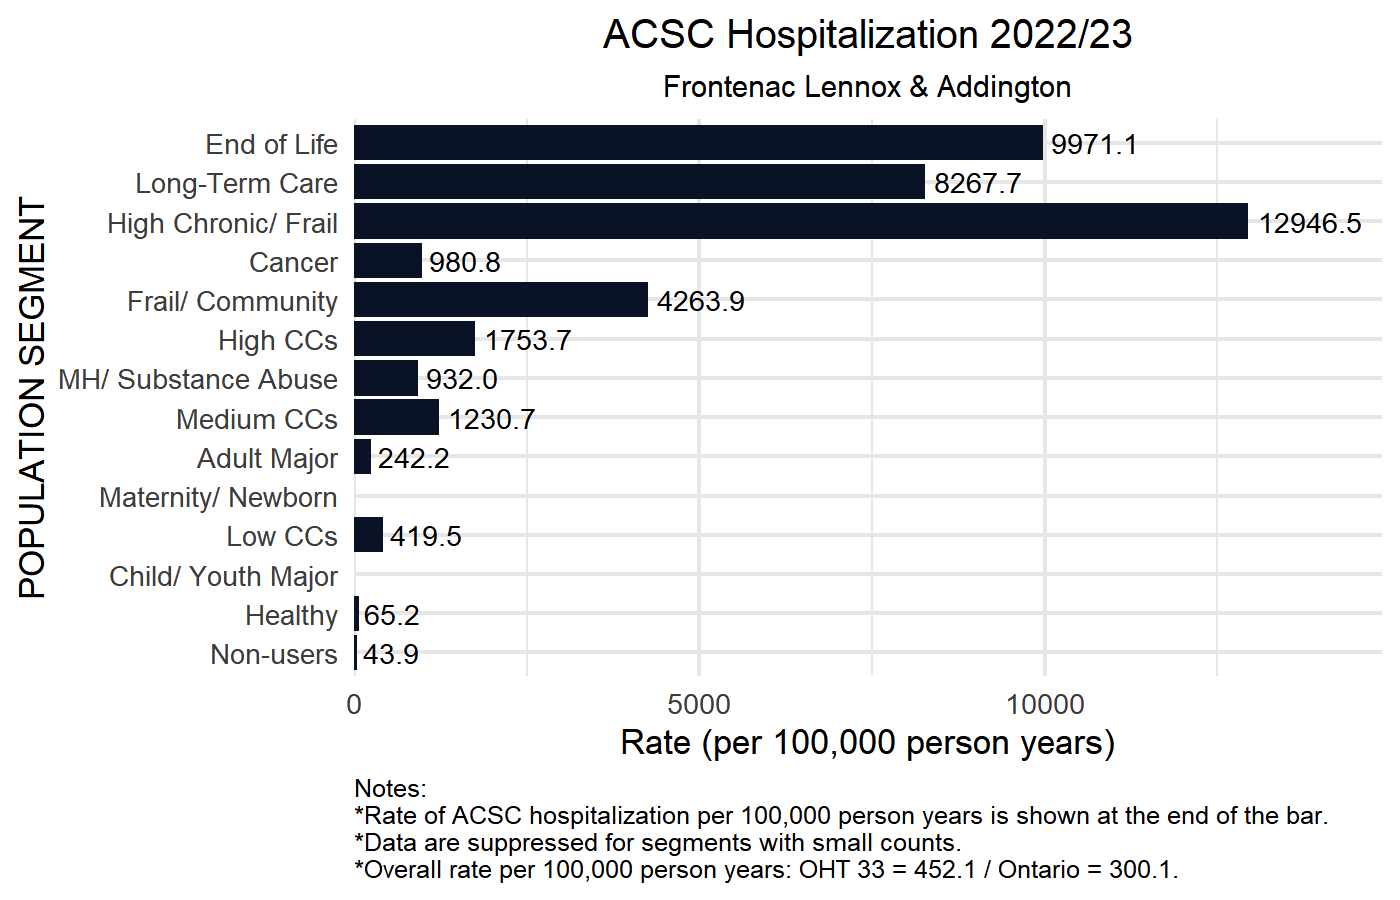 ACSC Hospitalization 2022/23
Frontenac Lennox & Addington
POPULATION SEGMENT
End of Life 9971.1
Long-Term Care 8267.7
High Chronic/ Frail 12946.5
Cancer 980.8
Frail/ Community 4263.9
High CCs 1753.7
MH/ Substance Abuse 932.0
Medium CCs 1230.7
Adult Major 242.2
Maternity/ Newborn
Low CCs 419.5
Child/ Youth Major
Healthy 65.2
Non-users 43.9
0 5000 10000
Rate (per 100,000 person years)
Notes:
*Rate of ACSC hospitalization per 100,000 person years is shown at the end of the bar.
*Data are suppressed for segments with small counts.
*Overall rate per 100,000 person years: OHT 33 = 452.1 / Ontario = 300.1.